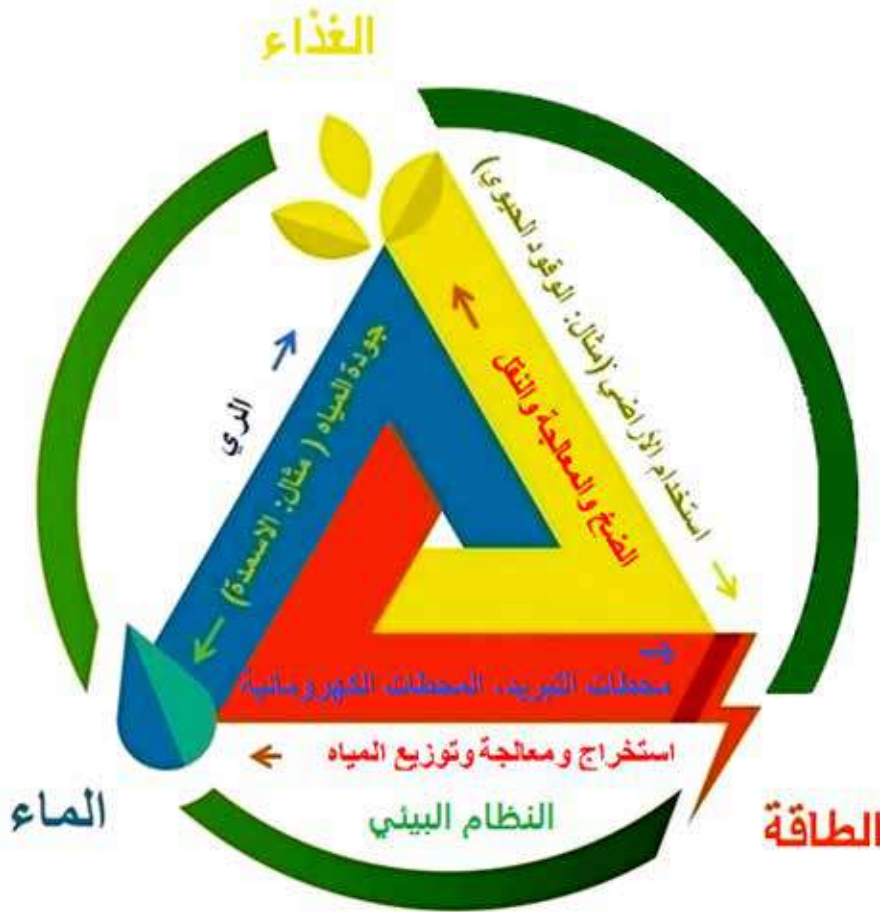 الغذاء
استخدام الأراضي (مثال: الوقود الحيوي)
الضخ والمعالجة والنقل
جودة المياه ( مثال: الاسمدة)
الري
محطات التبريد، المحطات الكهرومائية
استخراج ومعالجة وتوزيع المياه
الماء
النظام البيئي
الطاقة